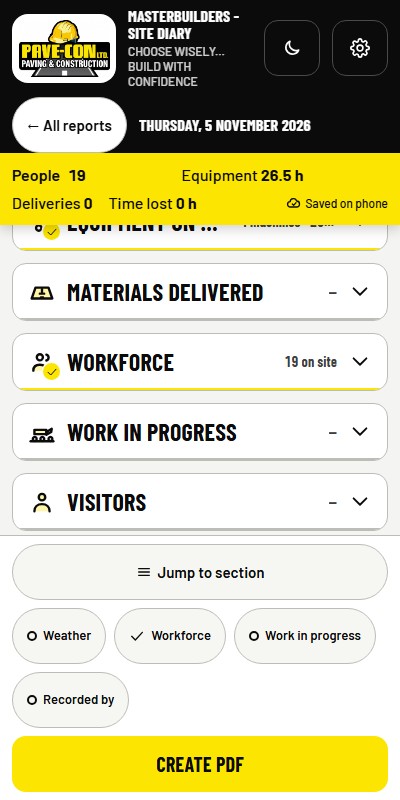 PAVE-CON LTD.
PAVING & CONSTRUCTION
MASTERBUILDERS -
SITE DIARY
CHOOSE WISELY...
BUILD WITH
CONFIDENCE
← All reports
THURSDAY, 5 NOVEMBER 2026
People 19
Equipment 26.5 h
Deliveries 0 Time lost 0 h
Saved on phone
EQUIPMENT ON ...
MATERIALS DELIVERED –
WORKFORCE 19 on site
WORK IN PROGRESS –
VISITORS –
Jump to section
Weather
Workforce
Work in progress
Recorded by
CREATE PDF